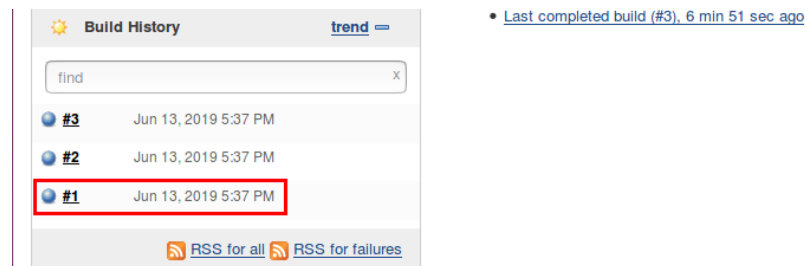 Build History trend
Last completed build (#3), 6 min 51 sec ago
find x
#3 Jun 13, 2019 5:37 PM
#2 Jun 13, 2019 5:37 PM
#1 Jun 13, 2019 5:37 PM
RSS for all RSS for failures